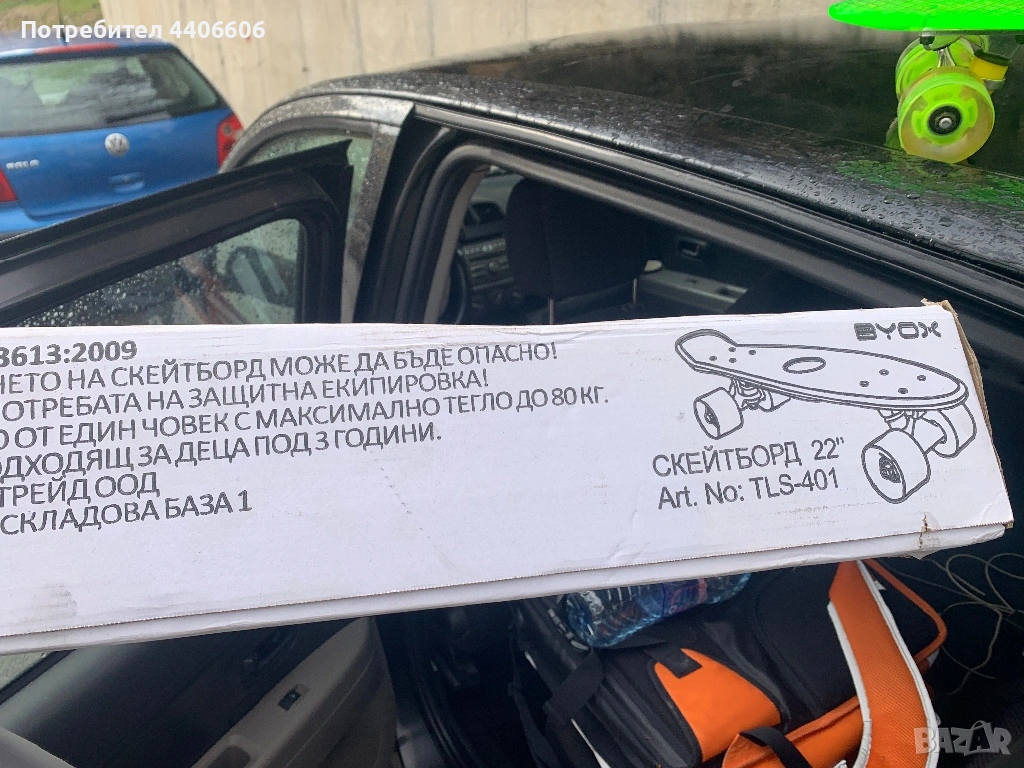 Потребител 4406606
POLO
3613:2009
НЕТО НА СКЕЙТБОРД МОЖЕ ДА БЪДЕ ОПАСНО!
ОТРЕБАТА НА ЗАЩИТНА ЕКИПИРОВКА!
О ОТ ЕДИН ЧОВЕК С МАКСИМАЛНО ТЕГЛО ДО 80 КГ.
ОДХОДЯЩ ЗА ДЕЦА ПОД 3 ГОДИНИ.
ТРЕЙД ООД
СКЛАДОВА БАЗА 1
BYOX
СКЕЙТБОРД 22"
Art. No: TLS-401
BAZAR